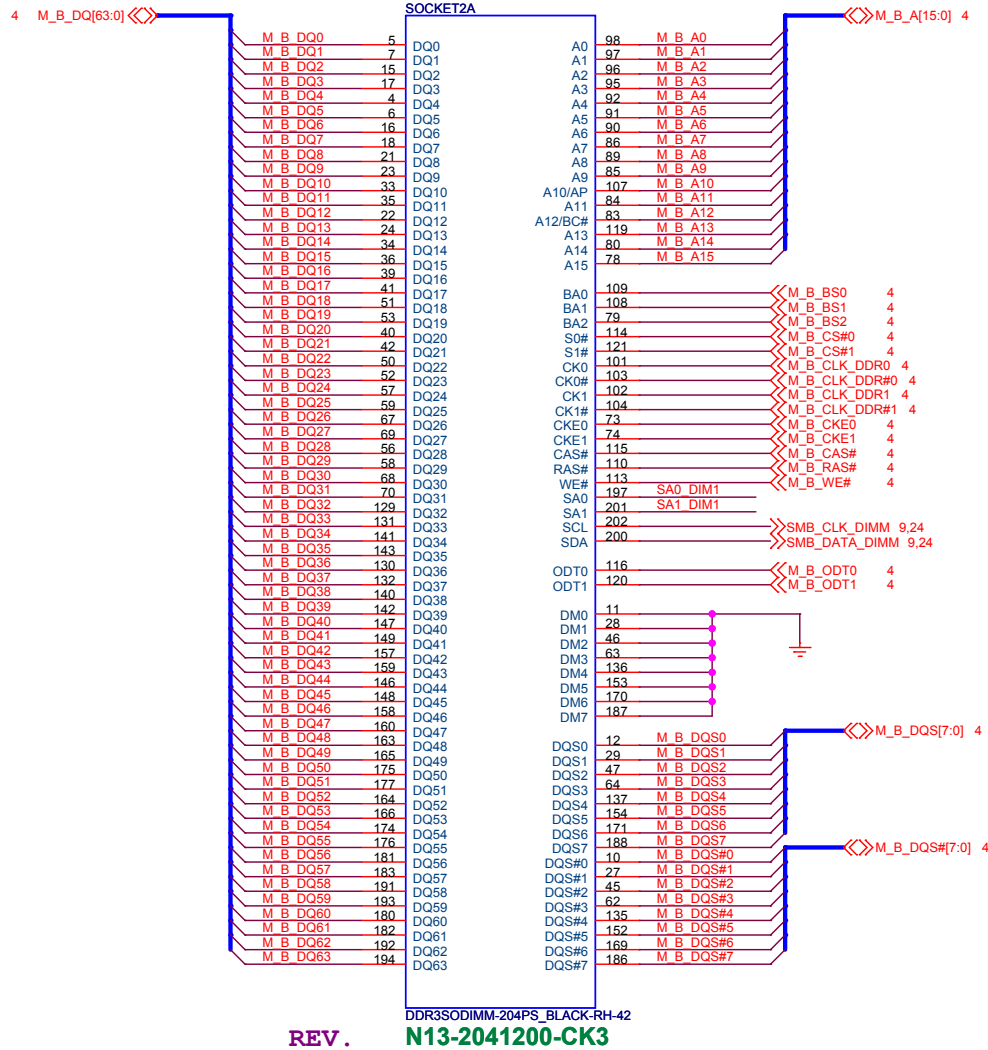 SOCKET2A
4 M_B_DQ[63:0] M_B_A[15:0] 4
M_B_DQ0 5 DQ0 A0 98 M_B_A0
M_B_DQ1 7 DQ1 A1 97 M_B_A1
M_B_DQ2 15 DQ2 A2 96 M_B_A2
M_B_DQ3 17 DQ3 A3 95 M_B_A3
M_B_DQ4 4 DQ4 A4 92 M_B_A4
M_B_DQ5 6 DQ5 A5 91 M_B_A5
M_B_DQ6 16 DQ6 A6 90 M_B_A6
M_B_DQ7 18 DQ7 A7 86 M_B_A7
M_B_DQ8 21 DQ8 A8 89 M_B_A8
M_B_DQ9 23 DQ9 A9 85 M_B_A9
M_B_DQ10 33 DQ10 A10/AP 107 M_B_A10
M_B_DQ11 35 DQ11 A11 84 M_B_A11
M_B_DQ12 22 DQ12 A12/BC# 83 M_B_A12
M_B_DQ13 24 DQ13 A13 119 M_B_A13
M_B_DQ14 34 DQ14 A14 80 M_B_A14
M_B_DQ15 36 DQ15 A15 78 M_B_A15
M_B_DQ16 39 DQ16
M_B_DQ17 41 DQ17 BA0 109 M_B_BS0 4
M_B_DQ18 51 DQ18 BA1 108 M_B_BS1 4
M_B_DQ19 53 DQ19 BA2 79 M_B_BS2 4
M_B_DQ20 40 DQ20 S0# 114 M_B_CS#0 4
M_B_DQ21 42 DQ21 S1# 121 M_B_CS#1 4
M_B_DQ22 50 DQ22 CK0 101 M_B_CLK_DDR0 4
M_B_DQ23 52 DQ23 CK0# 103 M_B_CLK_DDR#0 4
M_B_DQ24 57 DQ24 CK1 102 M_B_CLK_DDR1 4
M_B_DQ25 59 DQ25 CK1# 104 M_B_CLK_DDR#1 4
M_B_DQ26 67 DQ26 CKE0 73 M_B_CKE0 4
M_B_DQ27 69 DQ27 CKE1 74 M_B_CKE1 4
M_B_DQ28 56 DQ28 CAS# 115 M_B_CAS# 4
M_B_DQ29 58 DQ29 RAS# 110 M_B_RAS# 4
M_B_DQ30 68 DQ30 WE# 113 M_B_WE# 4
M_B_DQ31 70 DQ31 SA0 197 SA0_DIM1
M_B_DQ32 129 DQ32 SA1 201 SA1_DIM1
M_B_DQ33 131 DQ33 SCL 202 SMB_CLK_DIMM 9,24
M_B_DQ34 141 DQ34 SDA 200 SMB_DATA_DIMM 9,24
M_B_DQ35 143 DQ35
M_B_DQ36 130 DQ36 ODT0 116 M_B_ODT0 4
M_B_DQ37 132 DQ37 ODT1 120 M_B_ODT1 4
M_B_DQ38 140 DQ38
M_B_DQ39 142 DQ39 DM0 11
M_B_DQ40 147 DQ40 DM1 28
M_B_DQ41 149 DQ41 DM2 46
M_B_DQ42 157 DQ42 DM3 63
M_B_DQ43 159 DQ43 DM4 136
M_B_DQ44 146 DQ44 DM5 153
M_B_DQ45 148 DQ45 DM6 170
M_B_DQ46 158 DQ46 DM7 187
M_B_DQ47 160 DQ47 M_B_DQS[7:0] 4
M_B_DQ48 163 DQ48 DQS0 12 M_B_DQS0
M_B_DQ49 165 DQ49 DQS1 29 M_B_DQS1
M_B_DQ50 175 DQ50 DQS2 47 M_B_DQS2
M_B_DQ51 177 DQ51 DQS3 64 M_B_DQS3
M_B_DQ52 164 DQ52 DQS4 137 M_B_DQS4
M_B_DQ53 166 DQ53 DQS5 154 M_B_DQS5
M_B_DQ54 174 DQ54 DQS6 171 M_B_DQS6
M_B_DQ55 176 DQ55 DQS7 188 M_B_DQS7 M_B_DQS#[7:0] 4
M_B_DQ56 181 DQ56 DQS#0 10 M_B_DQS#0
M_B_DQ57 183 DQ57 DQS#1 27 M_B_DQS#1
M_B_DQ58 191 DQ58 DQS#2 45 M_B_DQS#2
M_B_DQ59 193 DQ59 DQS#3 62 M_B_DQS#3
M_B_DQ60 180 DQ60 DQS#4 135 M_B_DQS#4
M_B_DQ61 182 DQ61 DQS#5 152 M_B_DQS#5
M_B_DQ62 192 DQ62 DQS#6 169 M_B_DQS#6
M_B_DQ63 194 DQ63 DQS#7 186 M_B_DQS#7
DDR3SODIMM-204PS_BLACK-RH-42
REV. N13-2041200-CK3